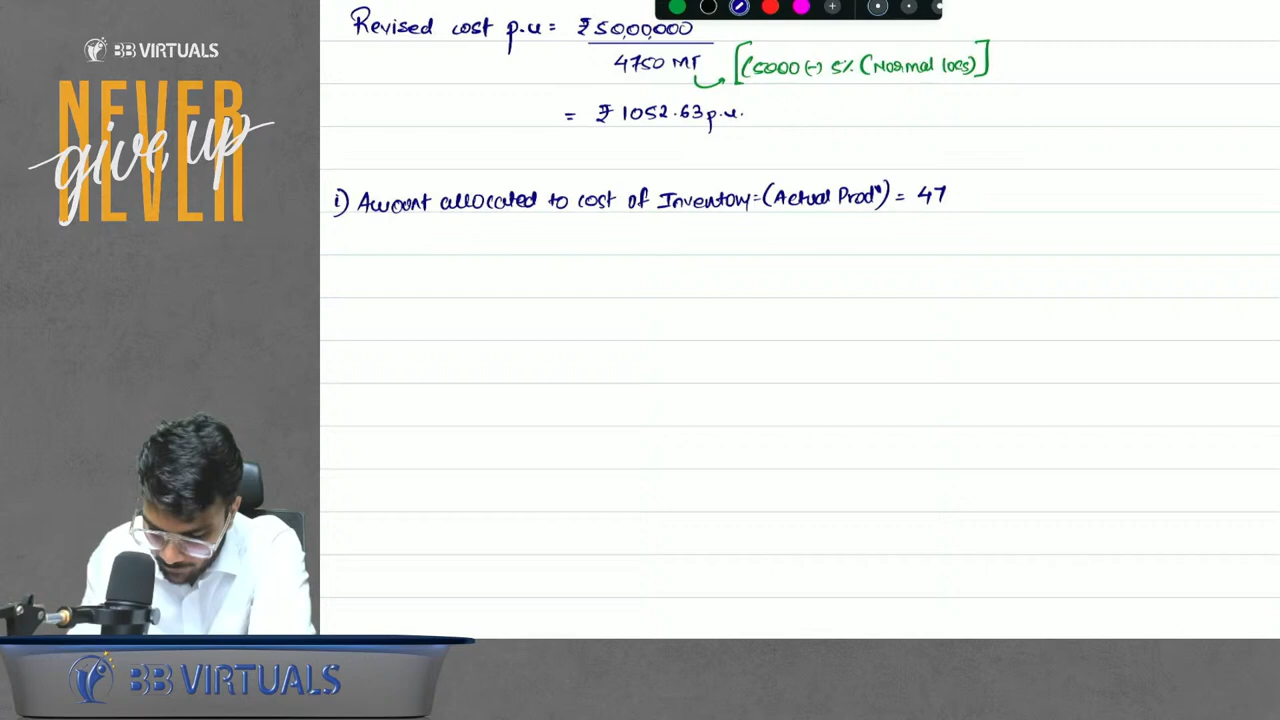 Revised cost p.u = ₹50,00,000
4750 MT [(5000 (-) 5% (Normal loss)]
= ₹1052.63 p.u.
i) Amount allocated to cost of Inventory = (Actual Prodⁿ) = 47
BB VIRTUALS
NEVER
give up
NEVER
BB VIRTUALS